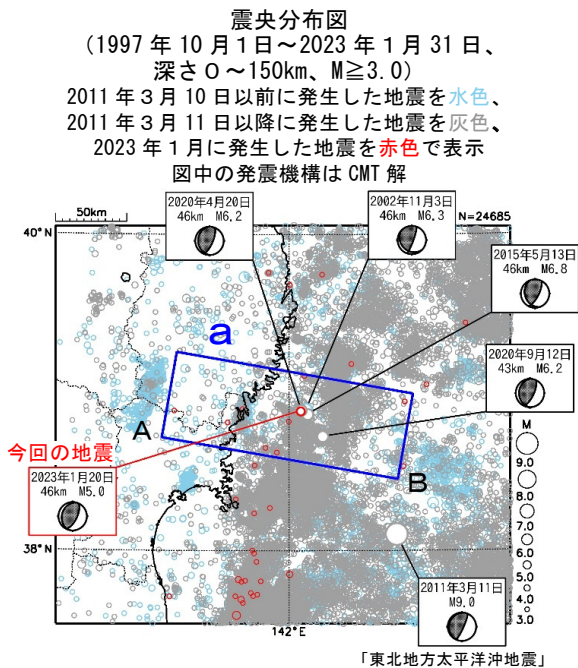 震央分布図
(1997年10月1日～2023年1月31日、
深さ０～150km、M≧3.0)
2011年３月10日以前に発生した地震を水色、
2011年３月11日以降に発生した地震を灰色、
2023年１月に発生した地震を赤色で表示
図中の発震機構はCMT解
50km
2020年4月20日
46km M6.2
2002年11月3日
46km M6.3
N=24685
40°N
2015年5月13日
46km M6.8
a
2020年9月12日
43km M6.2
A
今回の地震
2023年1月20日
46km M5.0
B
M
9.0
8.0
7.0
6.0
5.0
4.0
3.0
38°N
2011年3月11日
M9.0
142°E
「東北地方太平洋沖地震」